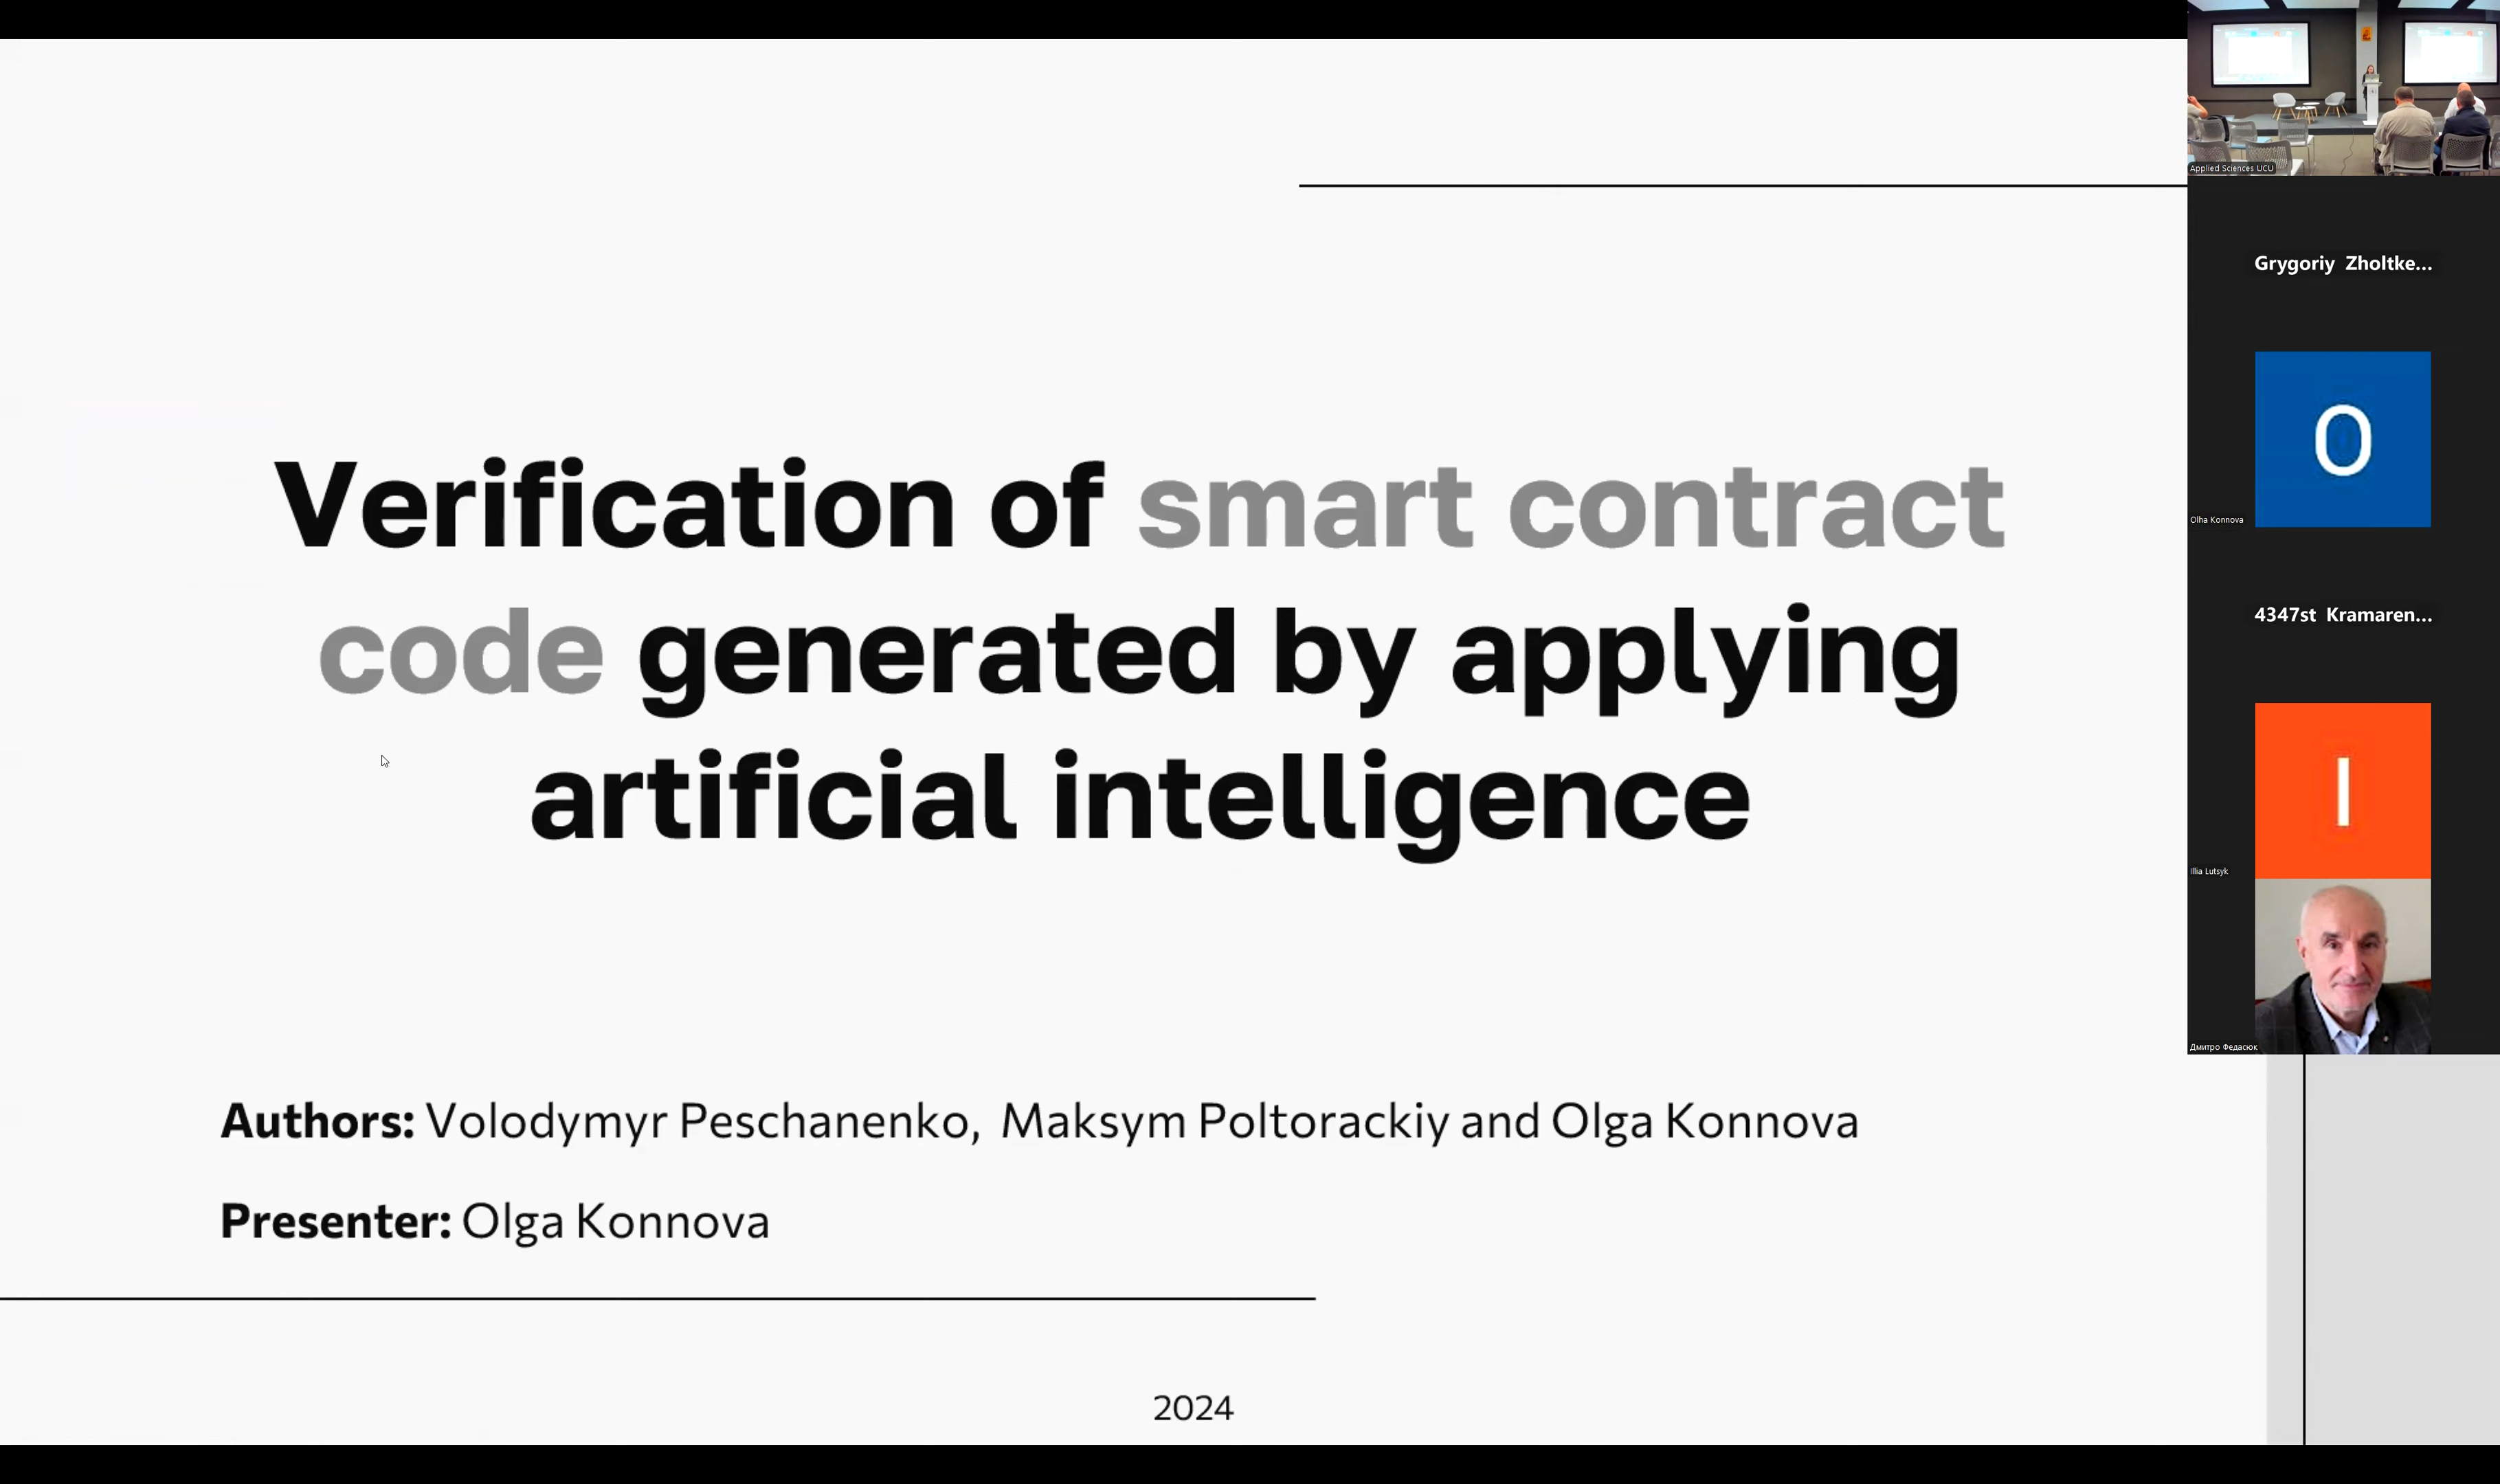 Verification of smart contract
code generated by applying
artificial intelligence
Authors: Volodymyr Peschanenko, Maksym Poltorackiy and Olga Konnova
Presenter: Olga Konnova
2024
Applied Sciences UCU
Grygoriy Zholtke...
O
Olha Konnova
4347st Kramaren...
I
Illia Lutsyk
Дмитро Федасюк